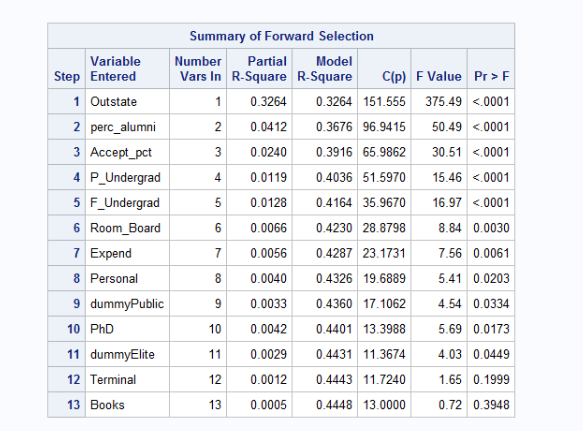 Summary of Forward Selection
Variable Number Partial Model
Step Entered Vars In R-Square R-Square C(p) F Value Pr > F
1 Outstate 1 0.3264 0.3264 151.555 375.49 <.0001
2 perc_alumni 2 0.0412 0.3676 96.9415 50.49 <.0001
3 Accept_pct 3 0.0240 0.3916 65.9862 30.51 <.0001
4 P_Undergrad 4 0.0119 0.4036 51.5970 15.46 <.0001
5 F_Undergrad 5 0.0128 0.4164 35.9670 16.97 <.0001
6 Room_Board 6 0.0066 0.4230 28.8798 8.84 0.0030
7 Expend 7 0.0056 0.4287 23.1731 7.56 0.0061
8 Personal 8 0.0040 0.4326 19.6889 5.41 0.0203
9 dummyPublic 9 0.0033 0.4360 17.1062 4.54 0.0334
10 PhD 10 0.0042 0.4401 13.3988 5.69 0.0173
11 dummyElite 11 0.0029 0.4431 11.3674 4.03 0.0449
12 Terminal 12 0.0012 0.4443 11.7240 1.65 0.1999
13 Books 13 0.0005 0.4448 13.0000 0.72 0.3948